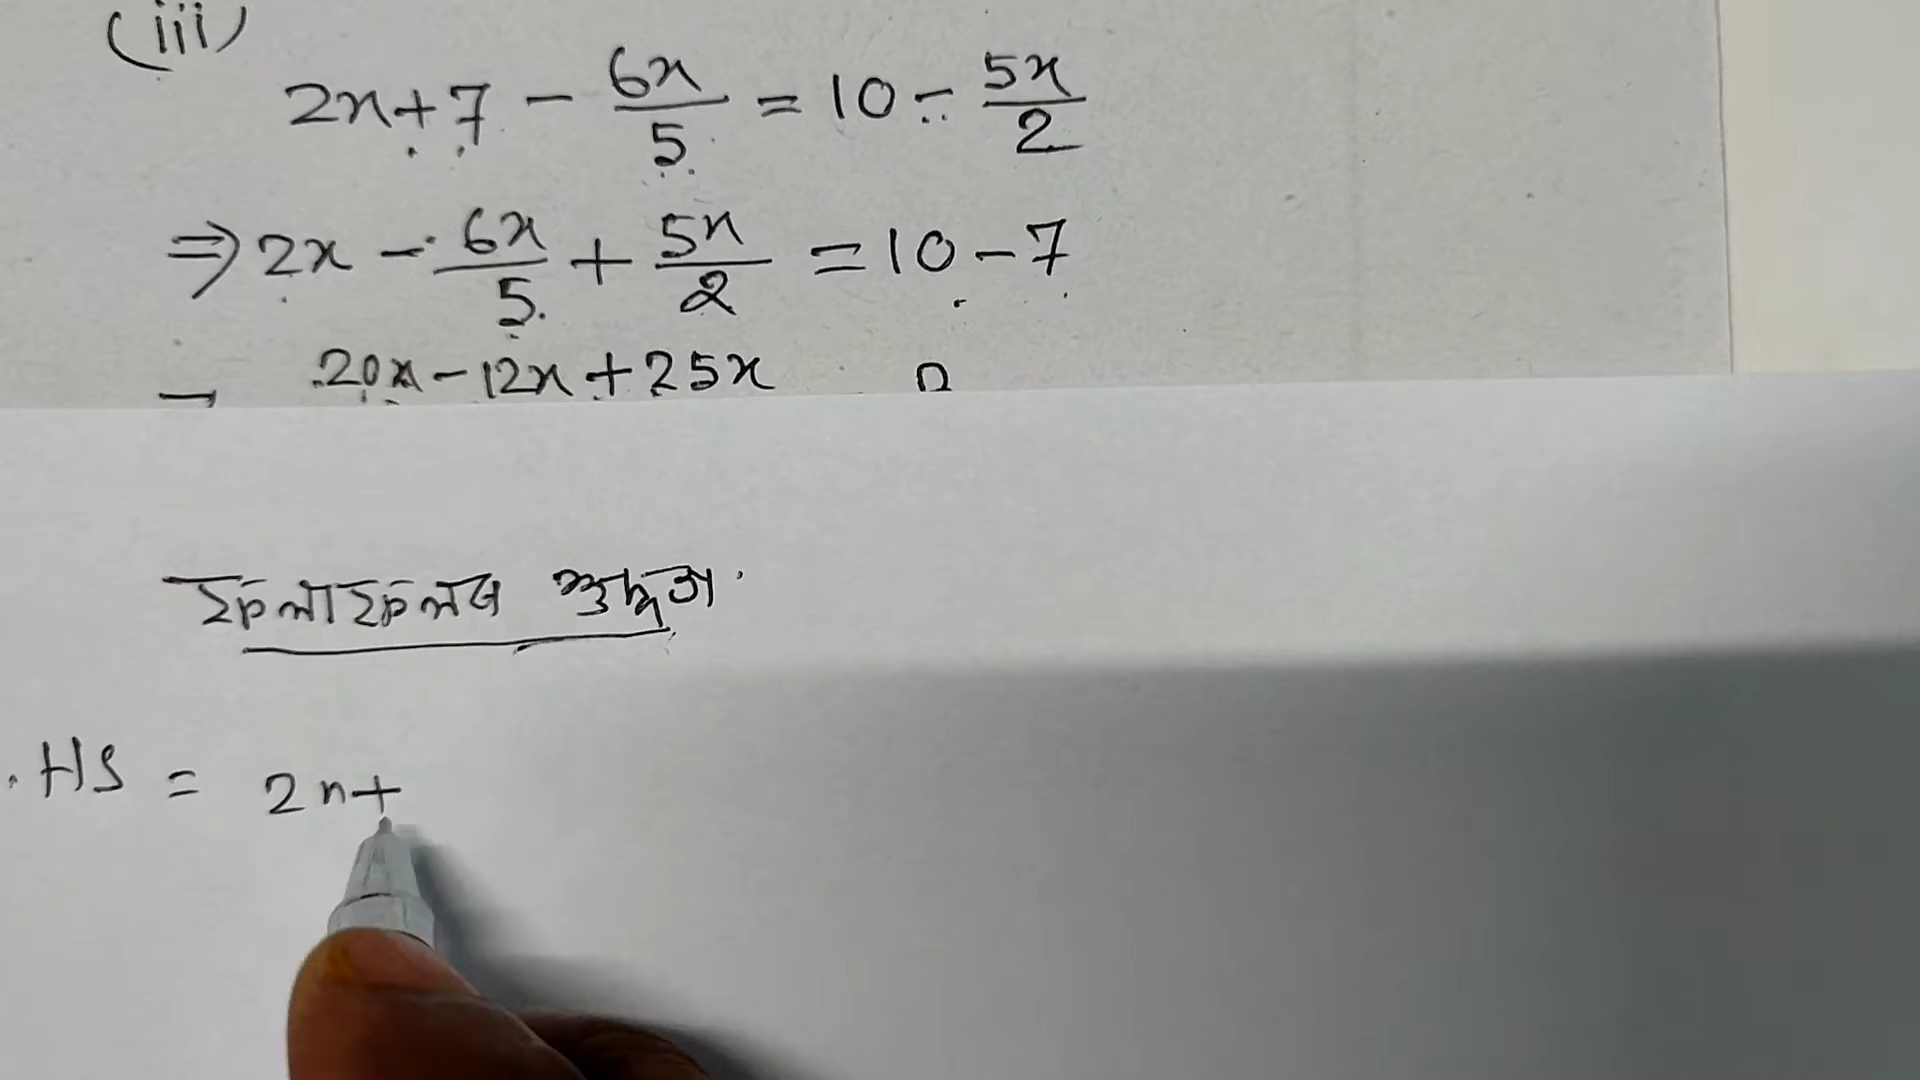 (iii)
2x+7 - 6x/5 = 10 - 5x/2
⇒ 2x - 6x/5 + 5x/2 = 10 - 7
20x - 12x + 25x
HS = 2x+